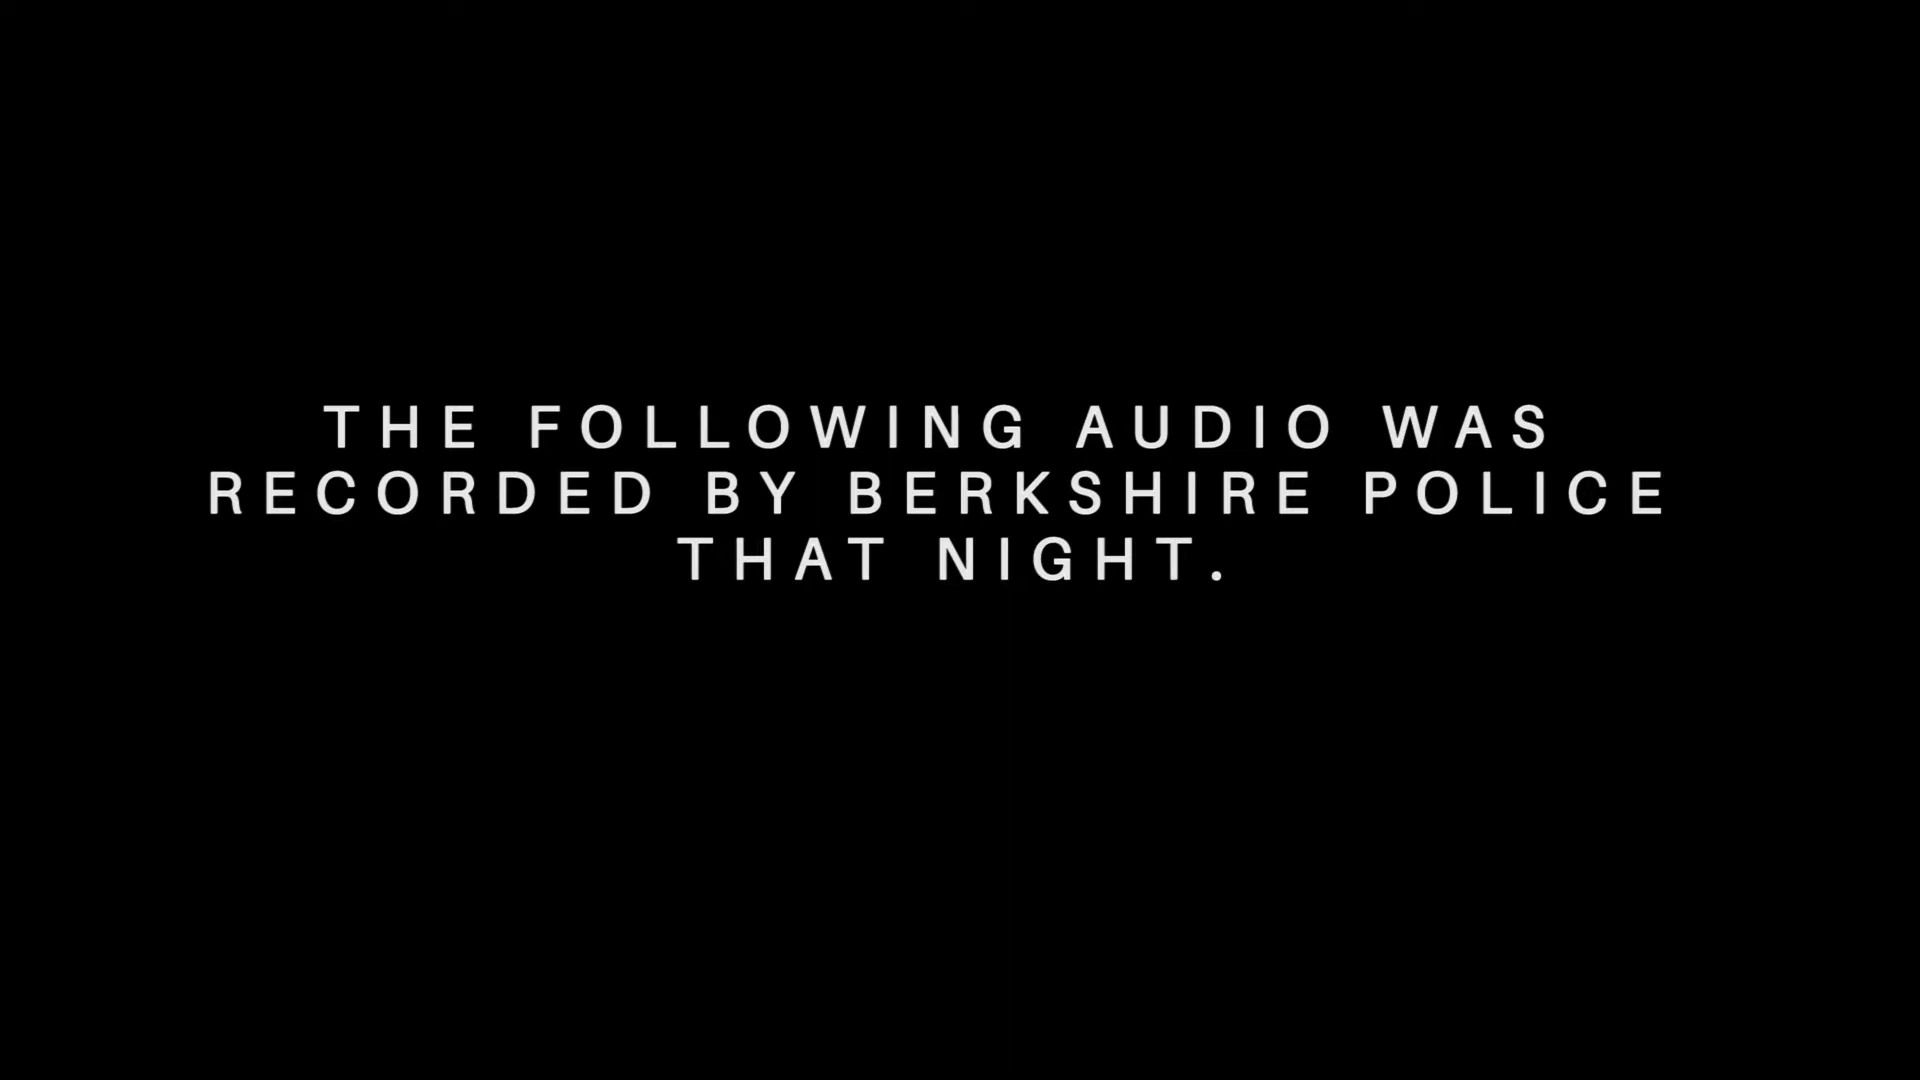 THE FOLLOWING AUDIO WAS
RECORDED BY BERKSHIRE POLICE
THAT NIGHT.